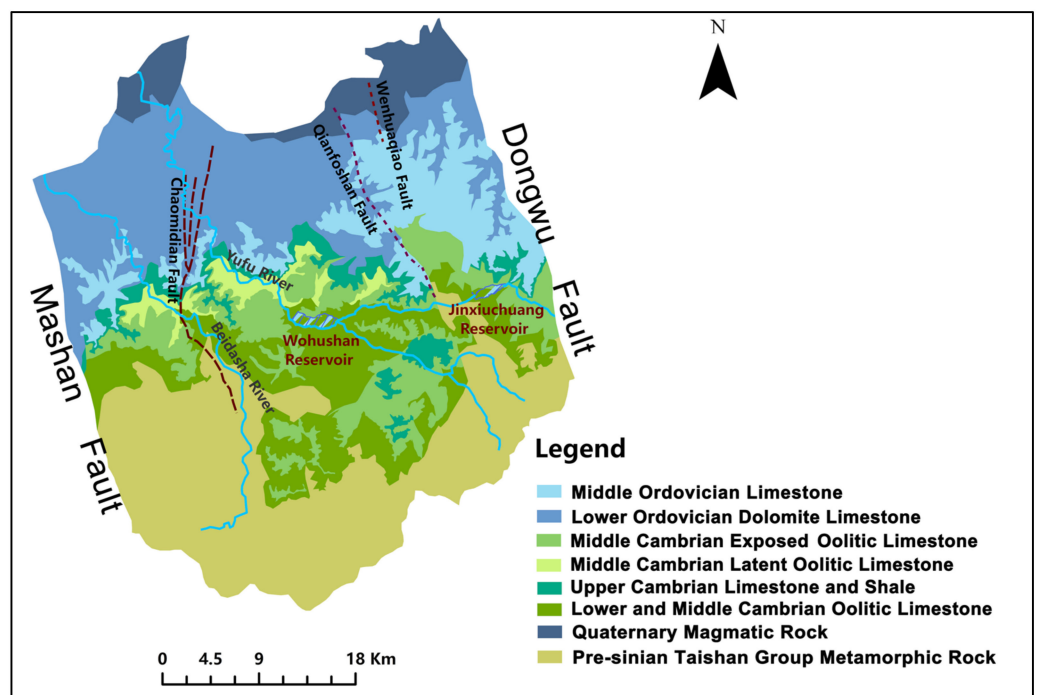 N
Wenhuaqiao Fault
Qianfoshan Fault
Dongwu
Fault
Chaomidian Fault
Yufu River
Mashan
Fault
Beidasha River
Jinxiuchuang
Reservoir
Wohushan
Reservoir
Legend
Middle Ordovician Limestone
Lower Ordovician Dolomite Limestone
Middle Cambrian Exposed Oolitic Limestone
Middle Cambrian Latent Oolitic Limestone
Upper Cambrian Limestone and Shale
Lower and Middle Cambrian Oolitic Limestone
Quaternary Magmatic Rock
Pre-sinian Taishan Group Metamorphic Rock
0 4.5 9 18 Km